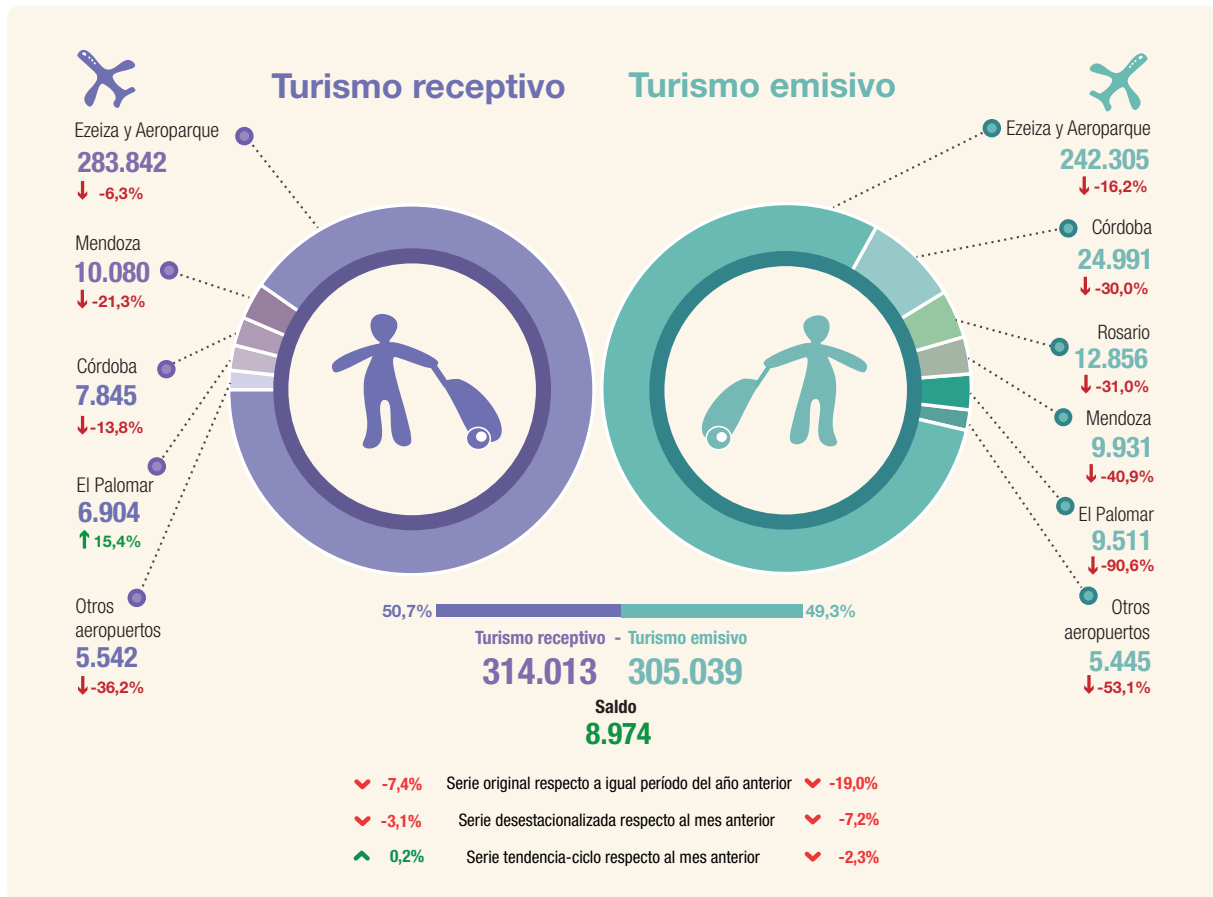 Turismo receptivo
Turismo emisivo
Ezeiza y Aeroparque
283.842
-6,3%
Mendoza
10.080
-21,3%
Córdoba
7.845
-13,8%
El Palomar
6.904
15,4%
Otros
aeropuertos
5.542
-36,2%
Ezeiza y Aeroparque
242.305
-16,2%
Córdoba
24.991
-30,0%
Rosario
12.856
-31,0%
Mendoza
9.931
-40,9%
El Palomar
9.511
-90,6%
Otros
aeropuertos
5.445
-53,1%
50,7% 49,3%
Turismo receptivo - Turismo emisivo
314.013 305.039
Saldo
8.974
-7,4% Serie original respecto a igual período del año anterior -19,0%
-3,1% Serie desestacionalizada respecto al mes anterior -7,2%
0,2% Serie tendencia-ciclo respecto al mes anterior -2,3%